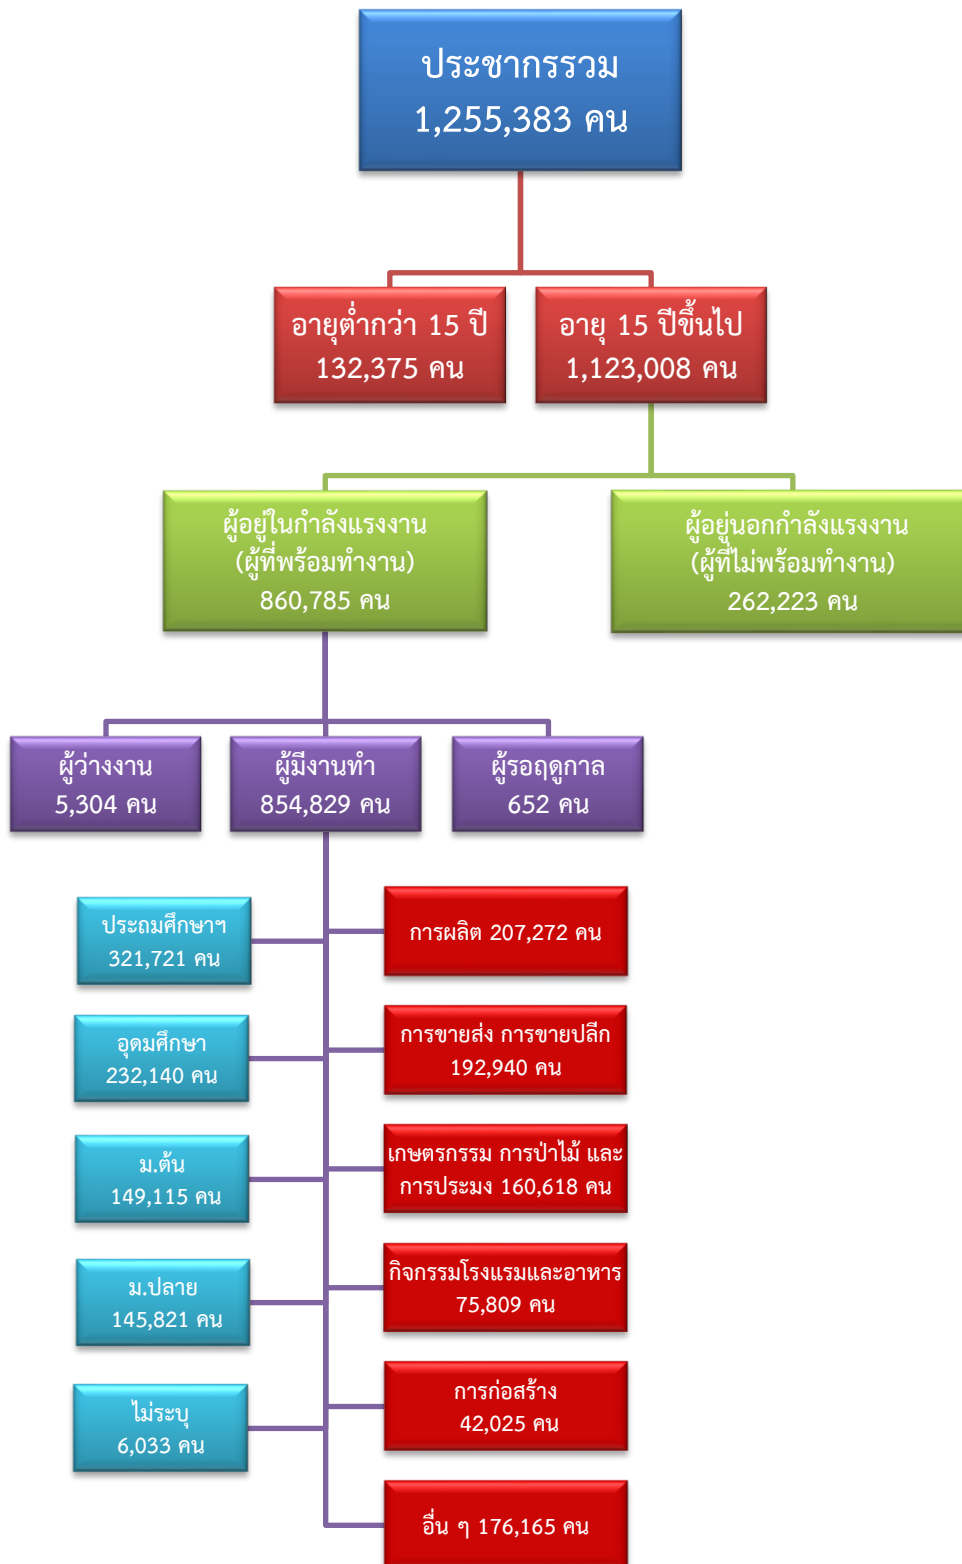 ประชากรรวม
1,255,383 คน
อายุต่ำกว่า 15 ปี
132,375 คน
อายุ 15 ปีขึ้นไป
1,123,008 คน
ผู้อยู่ในกำลังแรงงาน
(ผู้ที่พร้อมทำงาน)
860,785 คน
ผู้อยู่นอกกำลังแรงงาน
(ผู้ที่ไม่พร้อมทำงาน)
262,223 คน
ผู้ว่างงาน
5,304 คน
ผู้มีงานทำ
854,829 คน
ผู้รอฤดูกาล
652 คน
ประถมศึกษาฯ
321,721 คน
อุดมศึกษา
232,140 คน
ม.ต้น
149,115 คน
ม.ปลาย
145,821 คน
ไม่ระบุ
6,033 คน
การผลิต 207,272 คน
การขายส่ง การขายปลีก
192,940 คน
เกษตรกรรม การป่าไม้ และ
การประมง 160,618 คน
กิจกรรมโรงแรมและอาหาร
75,809 คน
การก่อสร้าง
42,025 คน
อื่น ๆ 176,165 คน